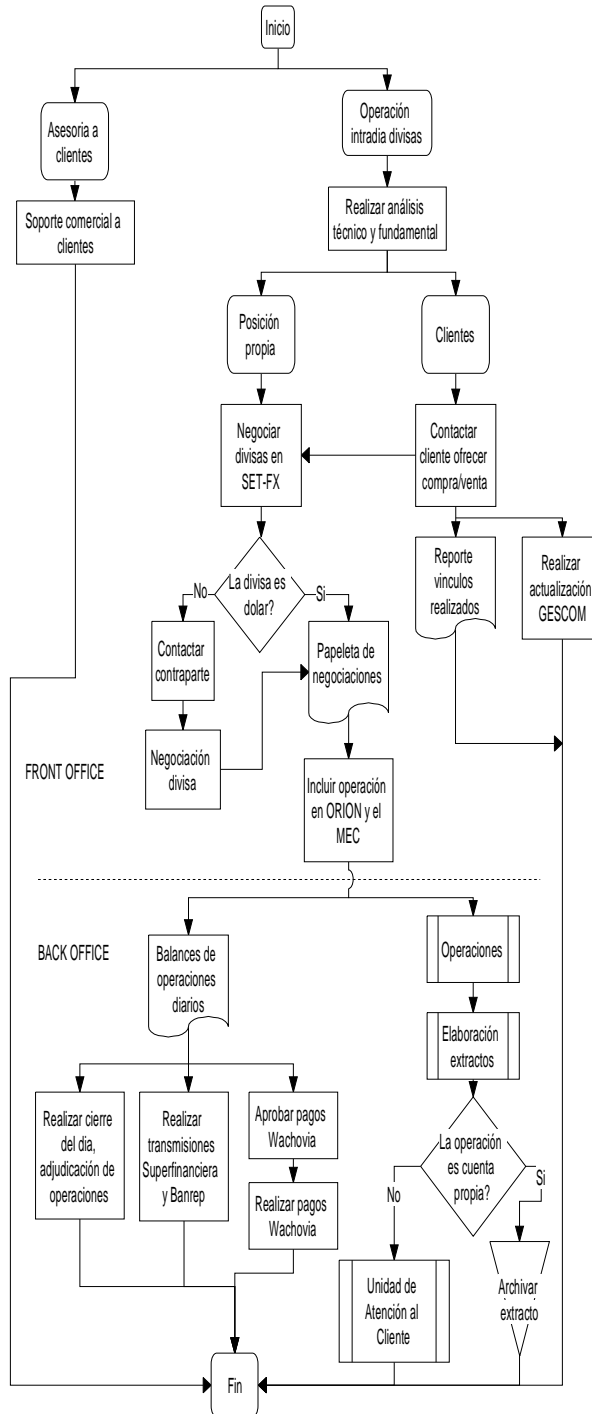 Inicio
Asesoria a
clientes
Operación
intradia divisas
Soporte comercial a
clientes
Realizar análisis
técnico y fundamental
Posición
propia
Clientes
Negociar
divisas en
SET-FX
Contactar
cliente ofrecer
compra/venta
La divisa es
dolar?
No
Si
Reporte
vinculos
realizados
Realizar
actualización
GESCOM
Contactar
contraparte
Papeleta de
negociaciones
Negociación
divisa
FRONT OFFICE
Incluir operación
en ORION y el
MEC
BACK OFFICE
Balances de
operaciones
diarios
Operaciones
Elaboración
extractos
Realizar cierre
del dia,
adjudicación de
operaciones
Realizar
transmisiones
Superfinanciera
y Banrep
Aprobar pagos
Wachovia
Realizar pagos
Wachovia
La operación
es cuenta
propia?
No
Si
Unidad de
Atención al
Cliente
Archivar
extracto
Fin